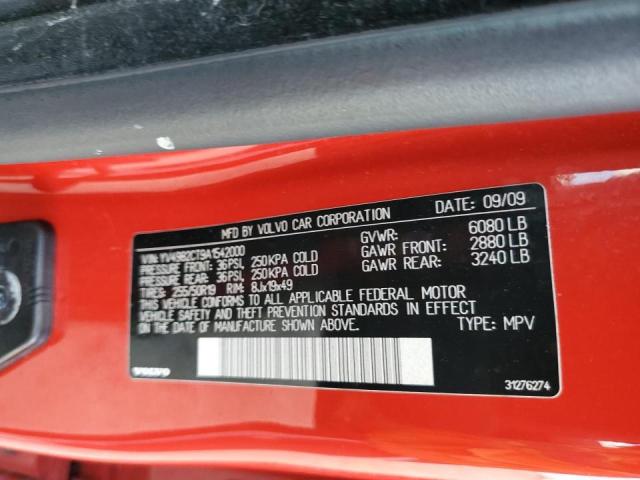 MFD BY VOLVO CAR CORPORATION DATE: 09/09
VIN: YV4982CT9A1542000 GVWR: 6080 LB
PRESSURE FRONT: 36PSI, 250KPA COLD GAWR FRONT: 2880 LB
PRESSURE REAR: 36PSI, 250KPA COLD GAWR REAR: 3240 LB
TIRES: 255/50R19 RIM: 8Jx19x49
THIS VEHICLE CONFORMS TO ALL APPLICABLE FEDERAL MOTOR
VEHICLE SAFETY AND THEFT PREVENTION STANDARDS IN EFFECT
ON DATE OF MANUFACTURE SHOWN ABOVE. TYPE: MPV
VOLVO 31276274